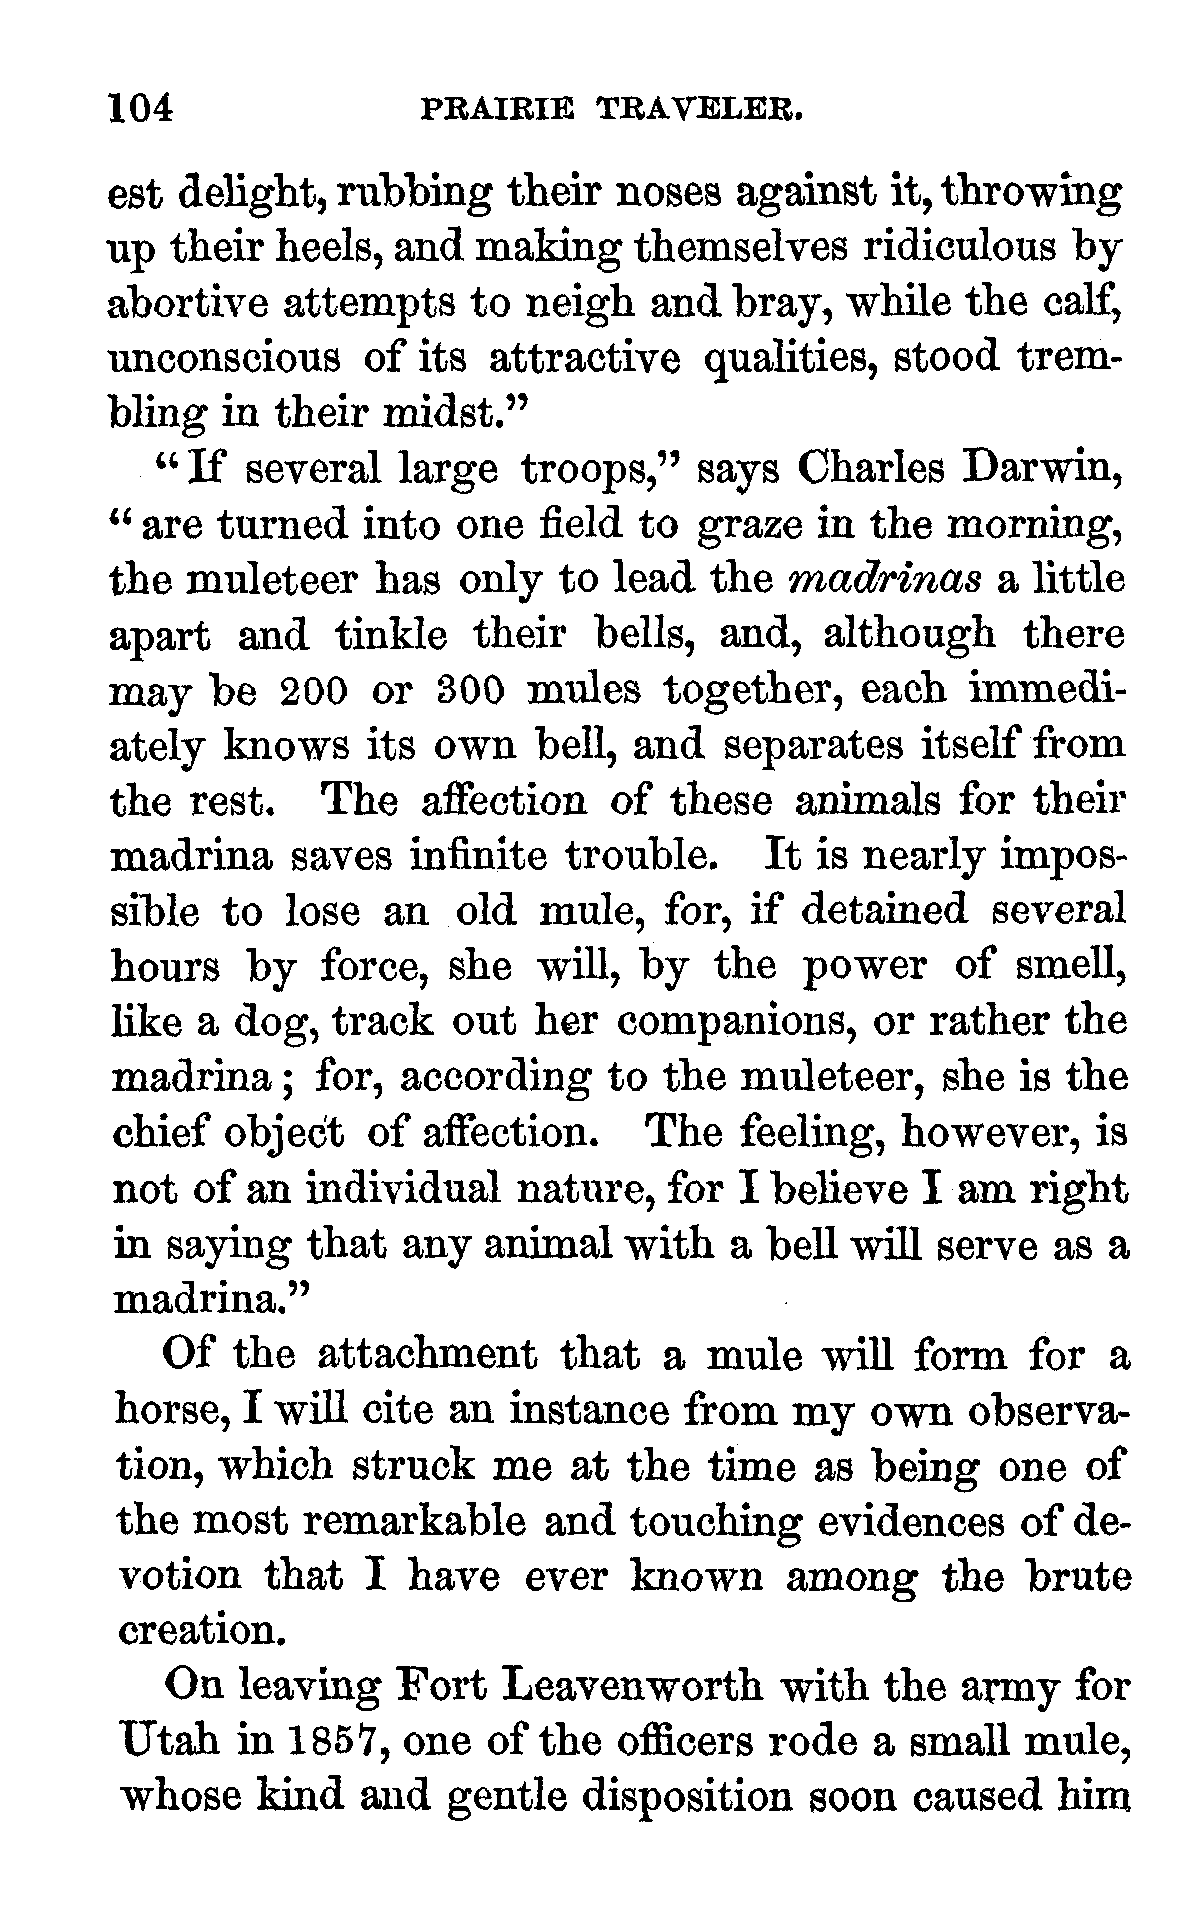 104 PRAIRIE TRAVELER.
est delight, rubbing their noses against it, throwing
up their heels, and making themselves ridiculous by
abortive attempts to neigh and bray, while the calf,
unconscious of its attractive qualities, stood trem-
bling in their midst."
"If several large troops," says Charles Darwin,
"are turned into one field to graze in the morning,
the muleteer has only to lead the madrinas a little
apart and tinkle their bells, and, although there
may be 200 or 300 mules together, each immedi-
ately knows its own bell, and separates itself from
the rest. The affection of these animals for their
madrina saves infinite trouble. It is nearly impos-
sible to lose an old mule, for, if detained several
hours by force, she will, by the power of smell,
like a dog, track out her companions, or rather the
madrina; for, according to the muleteer, she is the
chief object of affection. The feeling, however, is
not of an individual nature, for I believe I am right
in saying that any animal with a bell will serve as a
madrina."
Of the attachment that a mule will form for a
horse, I will cite an instance from my own observa-
tion, which struck me at the time as being one of
the most remarkable and touching evidences of de-
votion that I have ever known among the brute
creation.
On leaving Fort Leavenworth with the army for
Utah in 1857, one of the officers rode a small mule,
whose kind and gentle disposition soon caused him